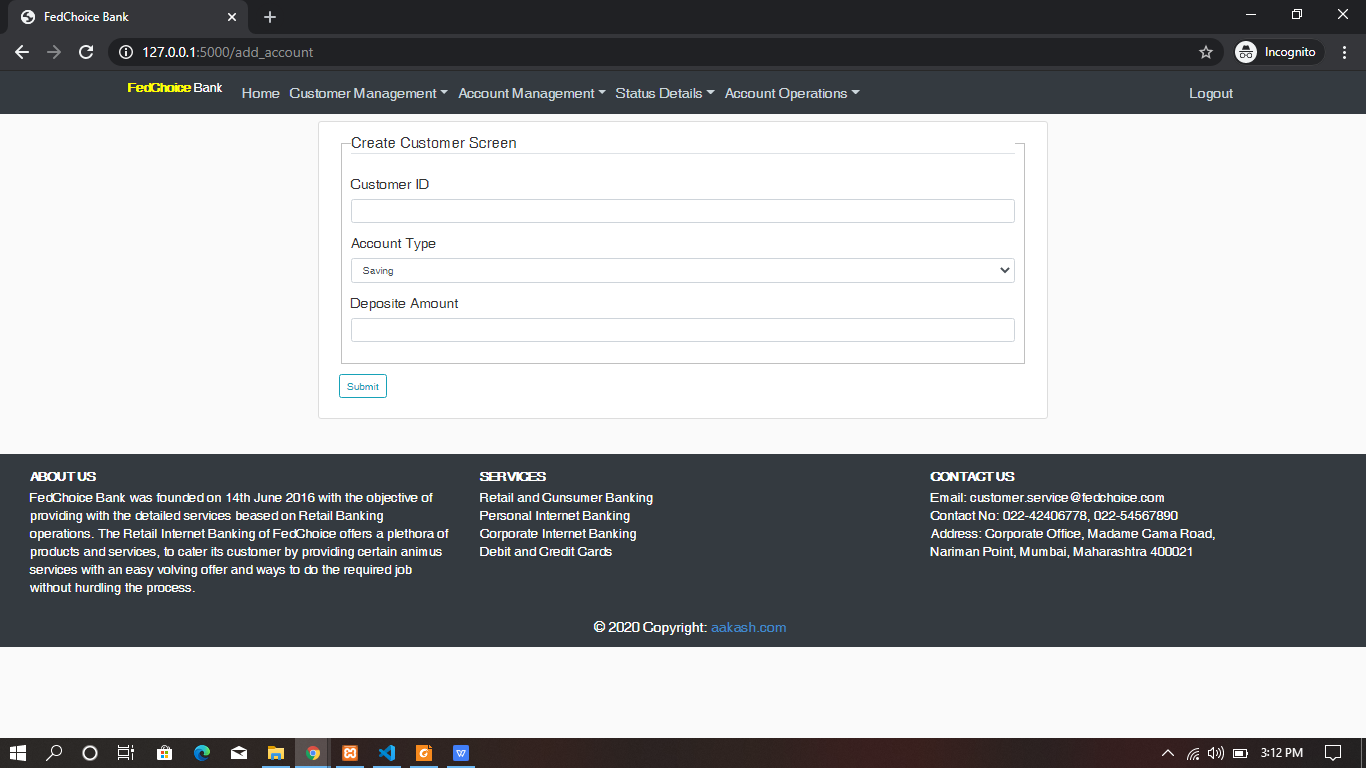 FedChoice Bank
127.0.0.1:5000/add_account
Incognito
FedChoice Bank Home Customer Management Account Management Status Details Account Operations Logout
Create Customer Screen
Customer ID
Account Type
Saving
Deposite Amount
Submit
ABOUT US
FedChoice Bank was founded on 14th June 2016 with the objective of
providing with the detailed services beased on Retail Banking
operations. The Retail Internet Banking of FedChoice offers a plethora of
products and services, to cater its customer by providing certain animus
services with an easy volving offer and ways to do the required job
without hurdling the process.
SERVICES
Retail and Cunsumer Banking
Personal Internet Banking
Corporate Internet Banking
Debit and Credit Cards
CONTACT US
Email: customer.service@fedchoice.com
Contact No: 022-42406778, 022-54567890
Address: Corporate Office, Madame Cama Road,
Nariman Point, Mumbai, Maharashtra 400021
© 2020 Copyright: aakash.com
3:12 PM